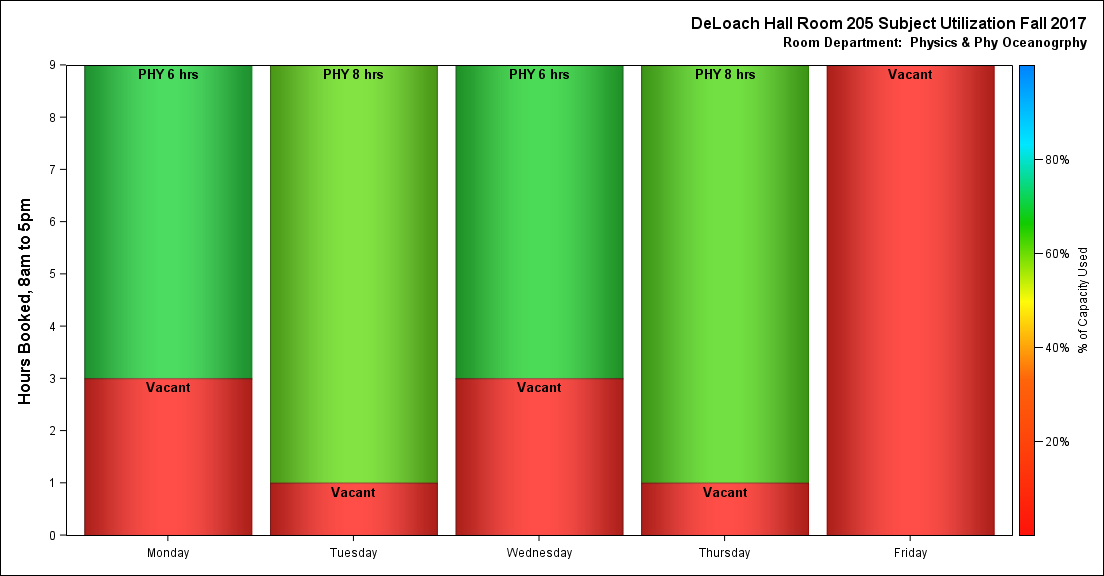 DeLoach Hall Room 205 Subject Utilization Fall 2017
Room Department:  Physics & Phy Oceanogrphy
Hours Booked, 8am to 5pm
9
8
7
6
5
4
3
2
1
0
PHY 6 hrs
PHY 8 hrs
PHY 6 hrs
PHY 8 hrs
Vacant
Vacant
Vacant
Vacant
Vacant
Monday
Tuesday
Wednesday
Thursday
Friday
80%
60%
40%
20%
% of Capacity Used